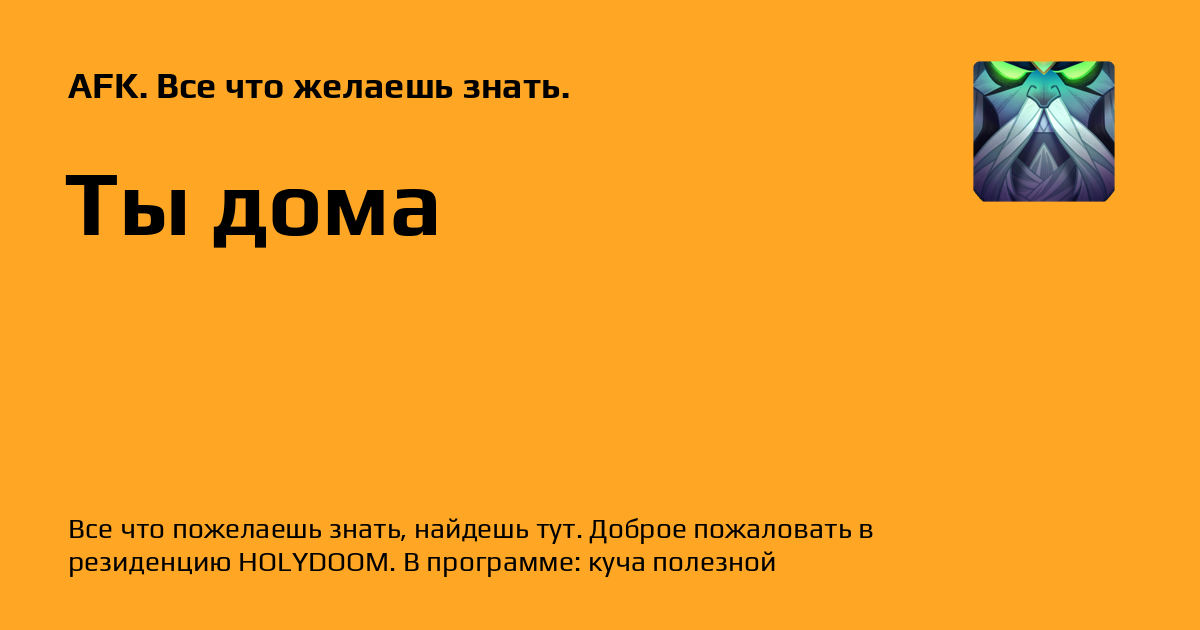 AFK. Все что желаешь знать.
Ты дома
Все что пожелаешь знать, найдешь тут. Доброе пожаловать в
резиденцию HOLYDOOM. В программе: куча полезной